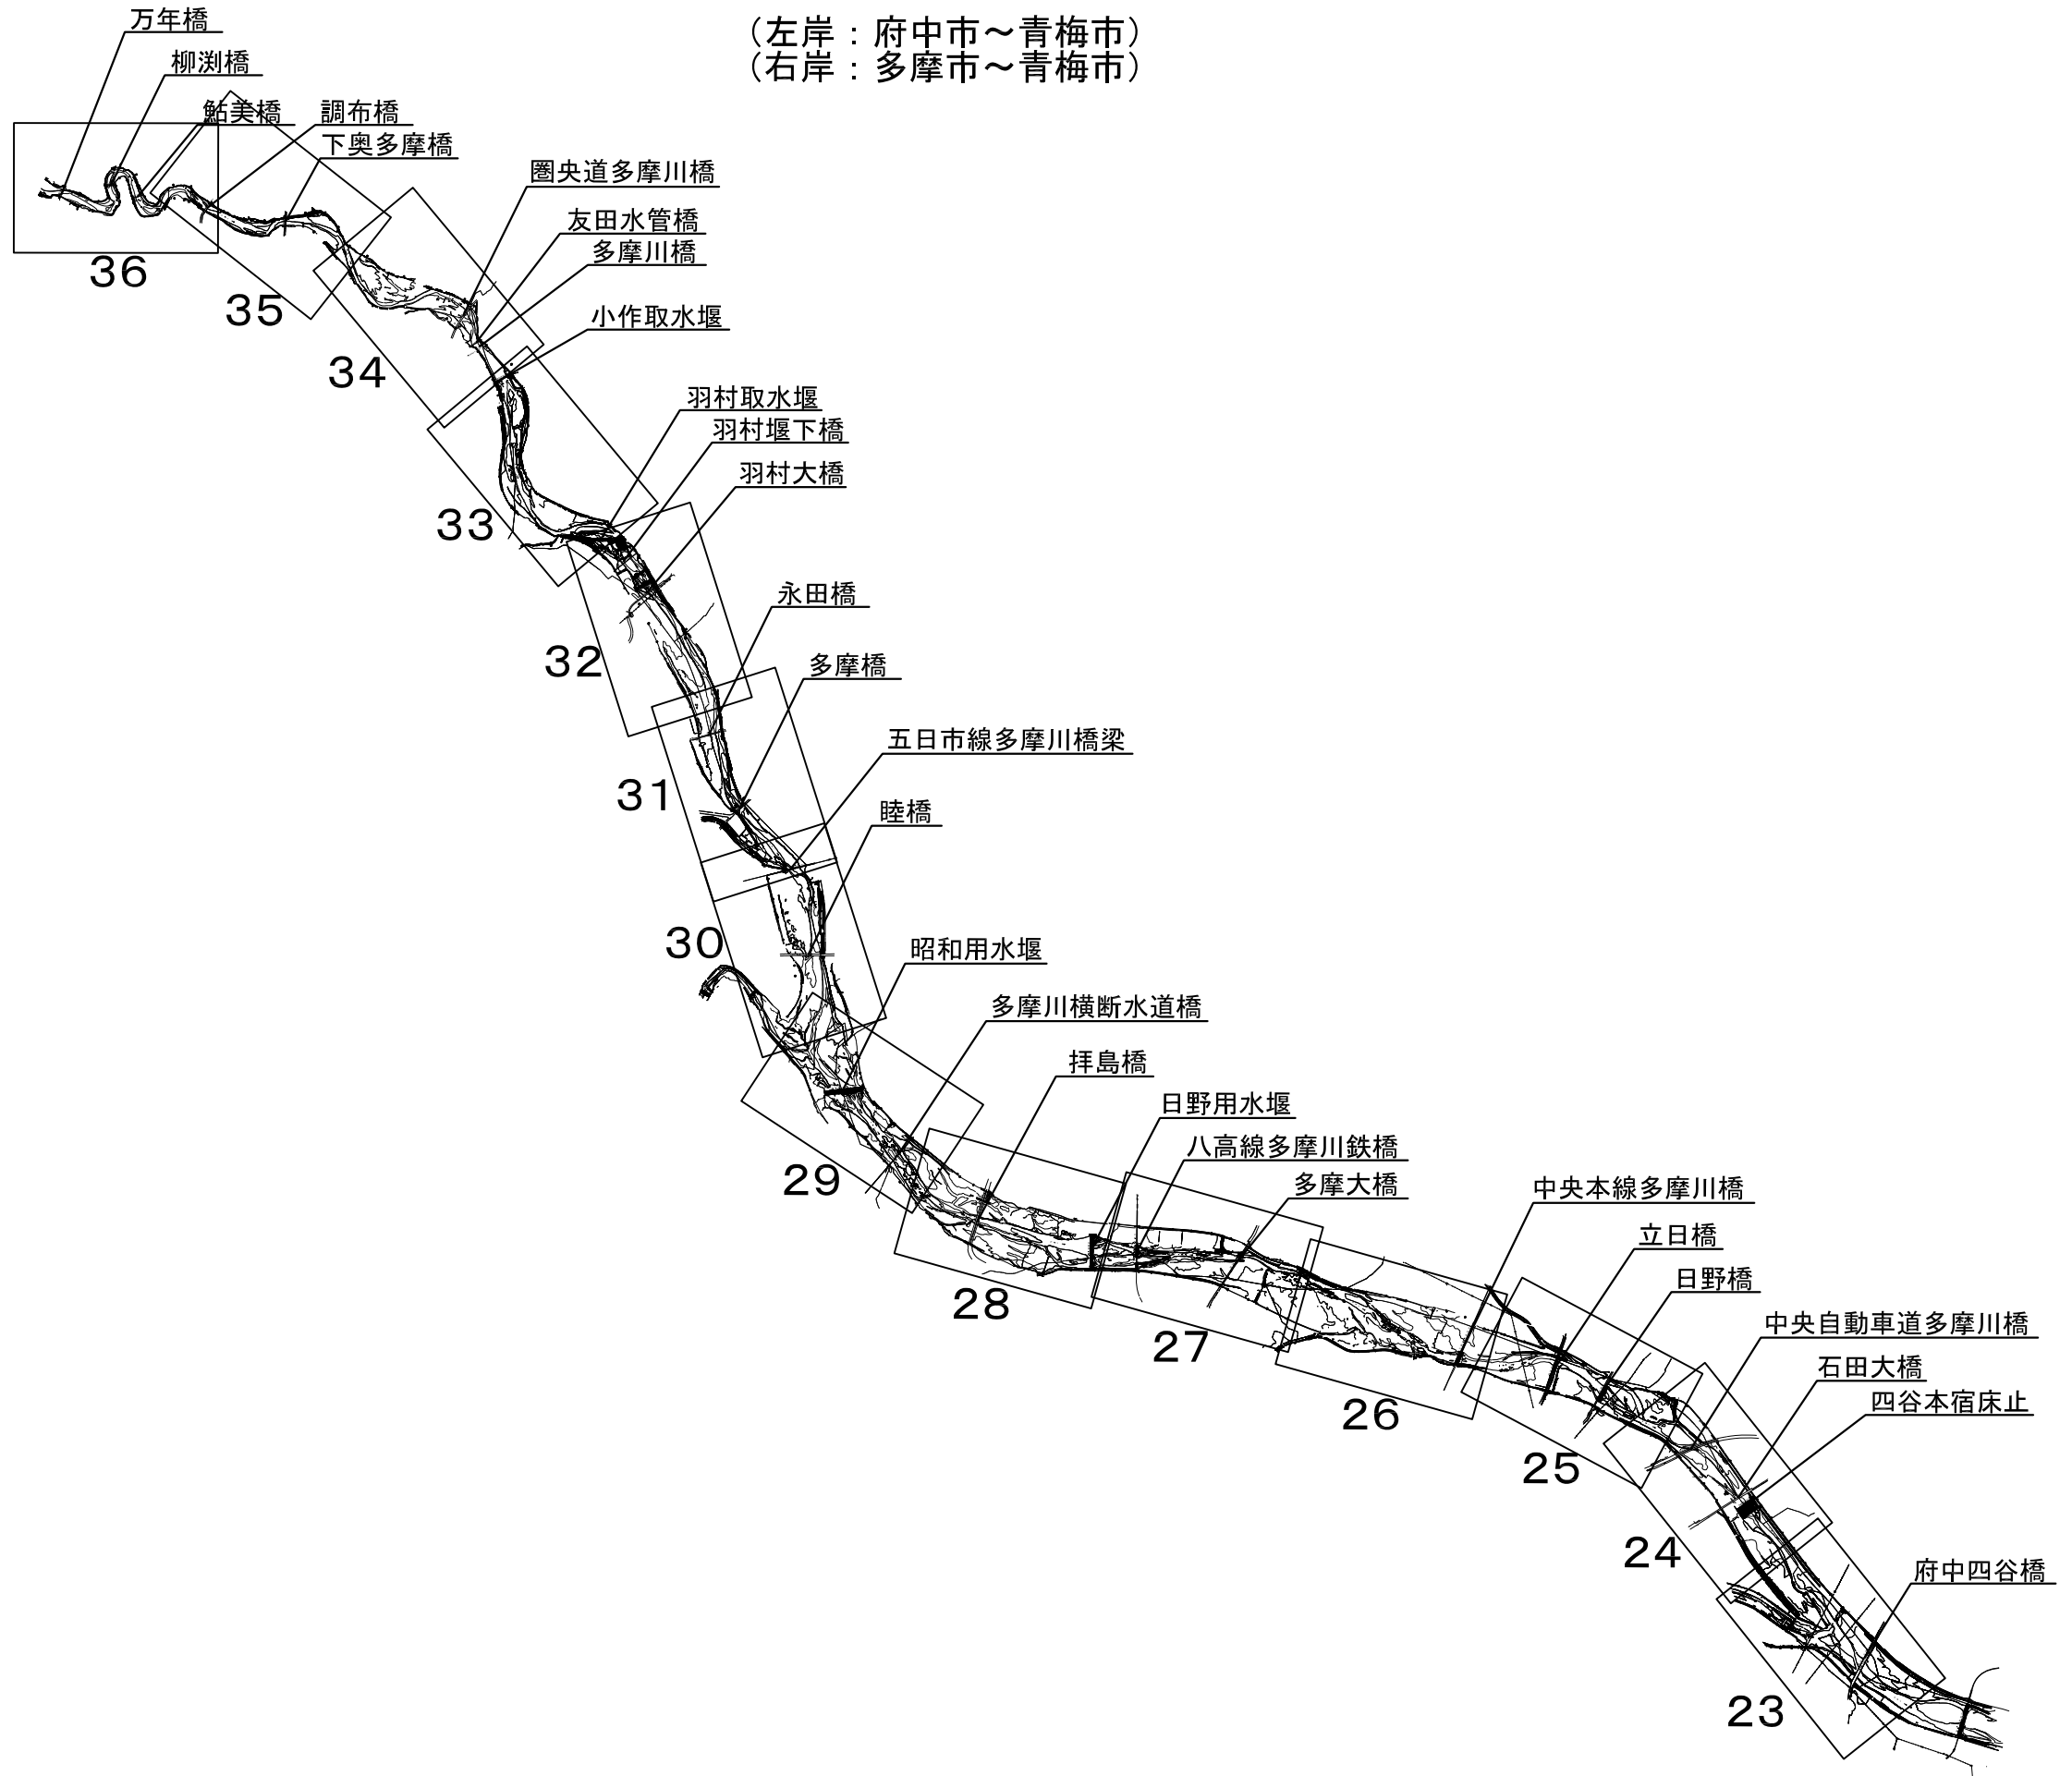 （左岸：府中市～青梅市）
（右岸：多摩市～青梅市）
万年橋
柳渕橋
鮎美橋
調布橋
下奥多摩橋
圏央道多摩川橋
友田水管橋
多摩川橋
小作取水堰
36
35
34
羽村取水堰
羽村堰下橋
羽村大橋
33
永田橋
32
多摩橋
五日市線多摩川橋梁
31
睦橋
30
昭和用水堰
多摩川横断水道橋
拝島橋
日野用水堰
八高線多摩川鉄橋
多摩大橋
29
中央本線多摩川橋
立日橋
日野橋
28
中央自動車道多摩川橋
27
石田大橋
四谷本宿床止
26
25
24
府中四谷橋
23